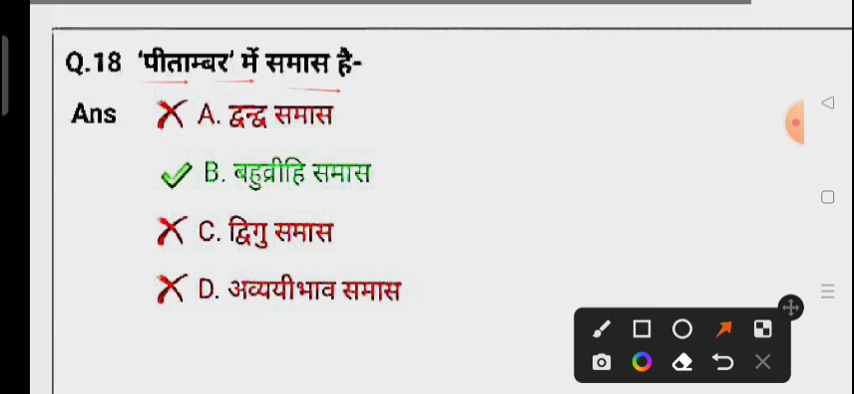 Q.18 'पीताम्बर' में समास है-
Ans A. द्वन्द्व समास
B. बहुव्रीहि समास
C. द्विगु समास
D. अव्ययीभाव समास